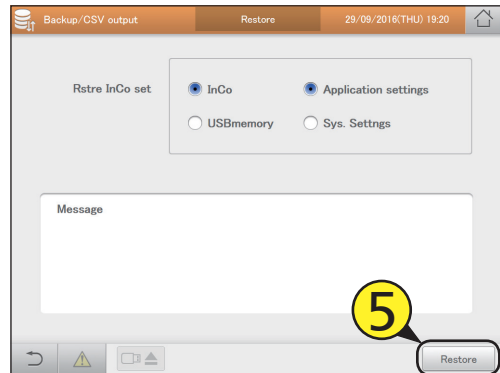 Backup/CSV output Restore 29/09/2016(THU) 19:20
Rstre InCo set InCo Application settings
USBmemory Sys. Settngs
Message
5
Restore